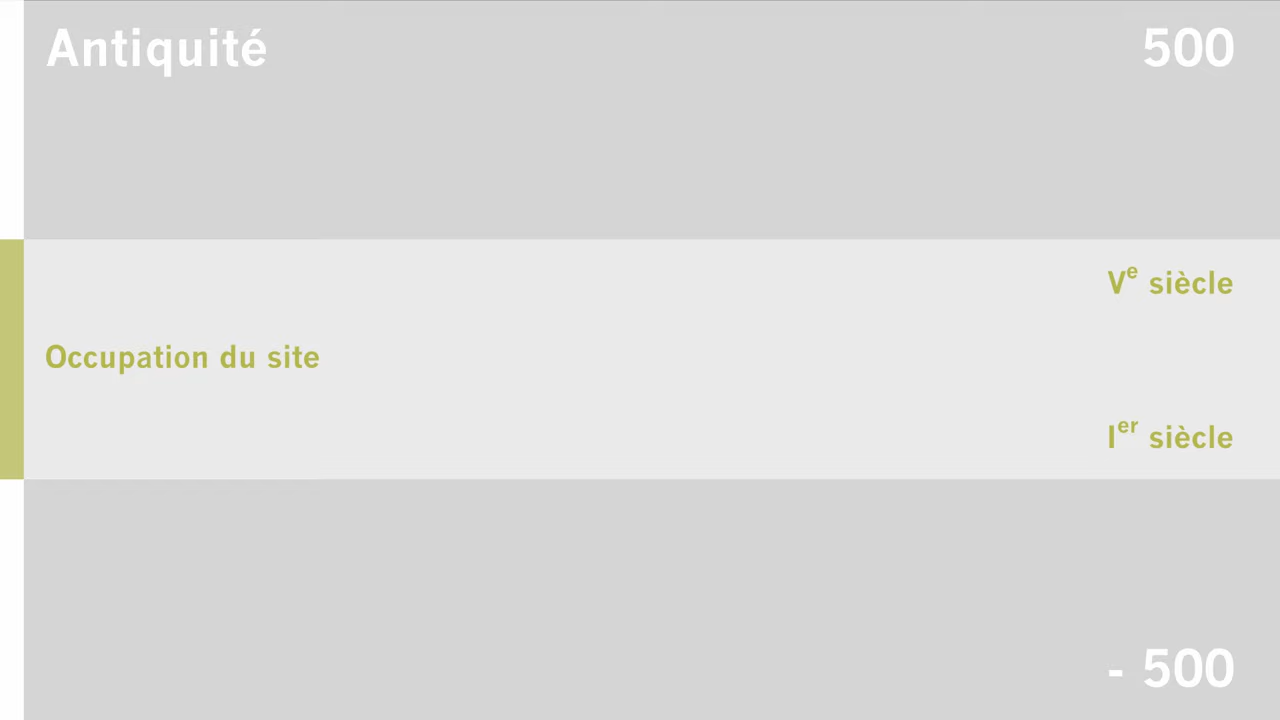 Antiquité 500
Vᵉ siècle
Occupation du site
Iᵉʳ siècle
- 500